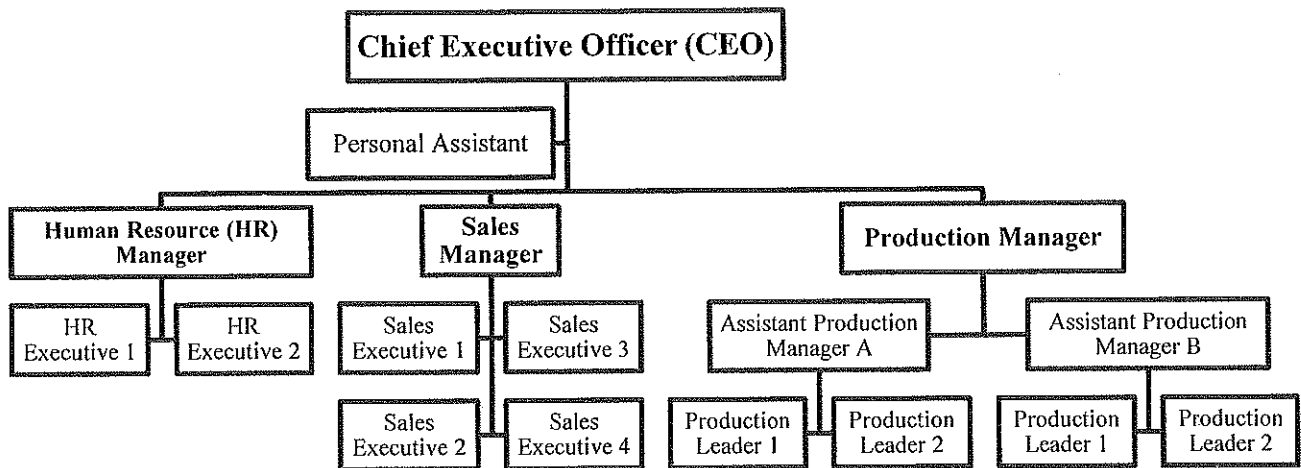 Chief Executive Officer (CEO)
Personal Assistant
Human Resource (HR)
Manager
Sales
Manager
Production Manager
HR
Executive 1
HR
Executive 2
Sales
Executive 1
Sales
Executive 3
Sales
Executive 2
Sales
Executive 4
Assistant Production
Manager A
Assistant Production
Manager B
Production
Leader 1
Production
Leader 2
Production
Leader 1
Production
Leader 2